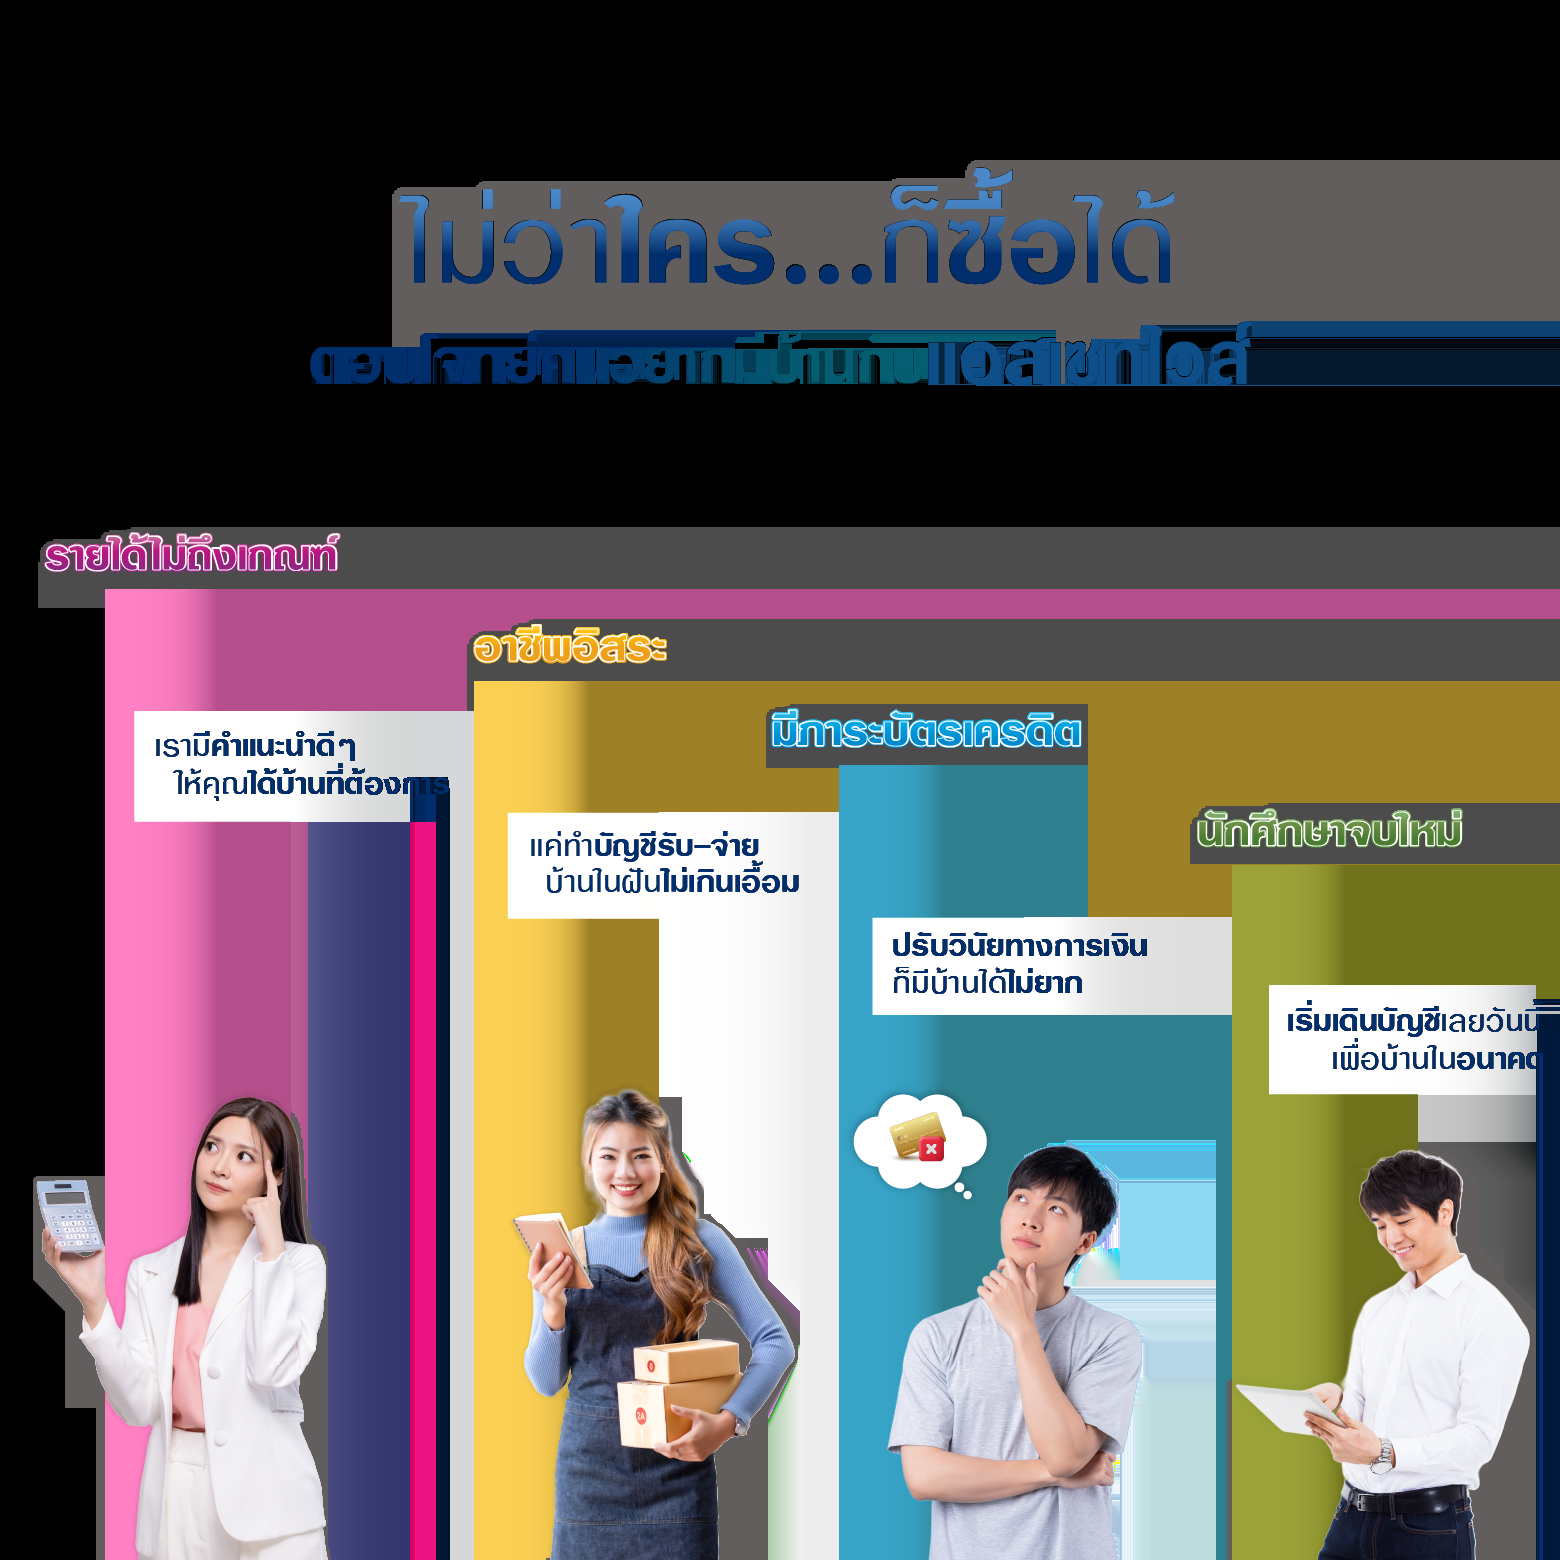 ไม่ว่าใคร...ก็ซื้อได้
ตอบโจทย์คนอยากมีบ้านกับแอสเซทไวส์
รายได้ไม่ถึงเกณฑ์
เรามีคำแนะนำดีๆ
ให้คุณได้บ้านที่ต้องการ
อาชีพอิสระ
แค่ทำบัญชีรับ-จ่าย
บ้านในฝันไม่เกินเอื้อม
มีภาระบัตรเครดิต
ปรับวินัยทางการเงิน
ก็มีบ้านได้ไม่ยาก
นักศึกษาจบใหม่
เริ่มเดินบัญชีเลยวันนี้
เพื่อบ้านในอนาคต
2A